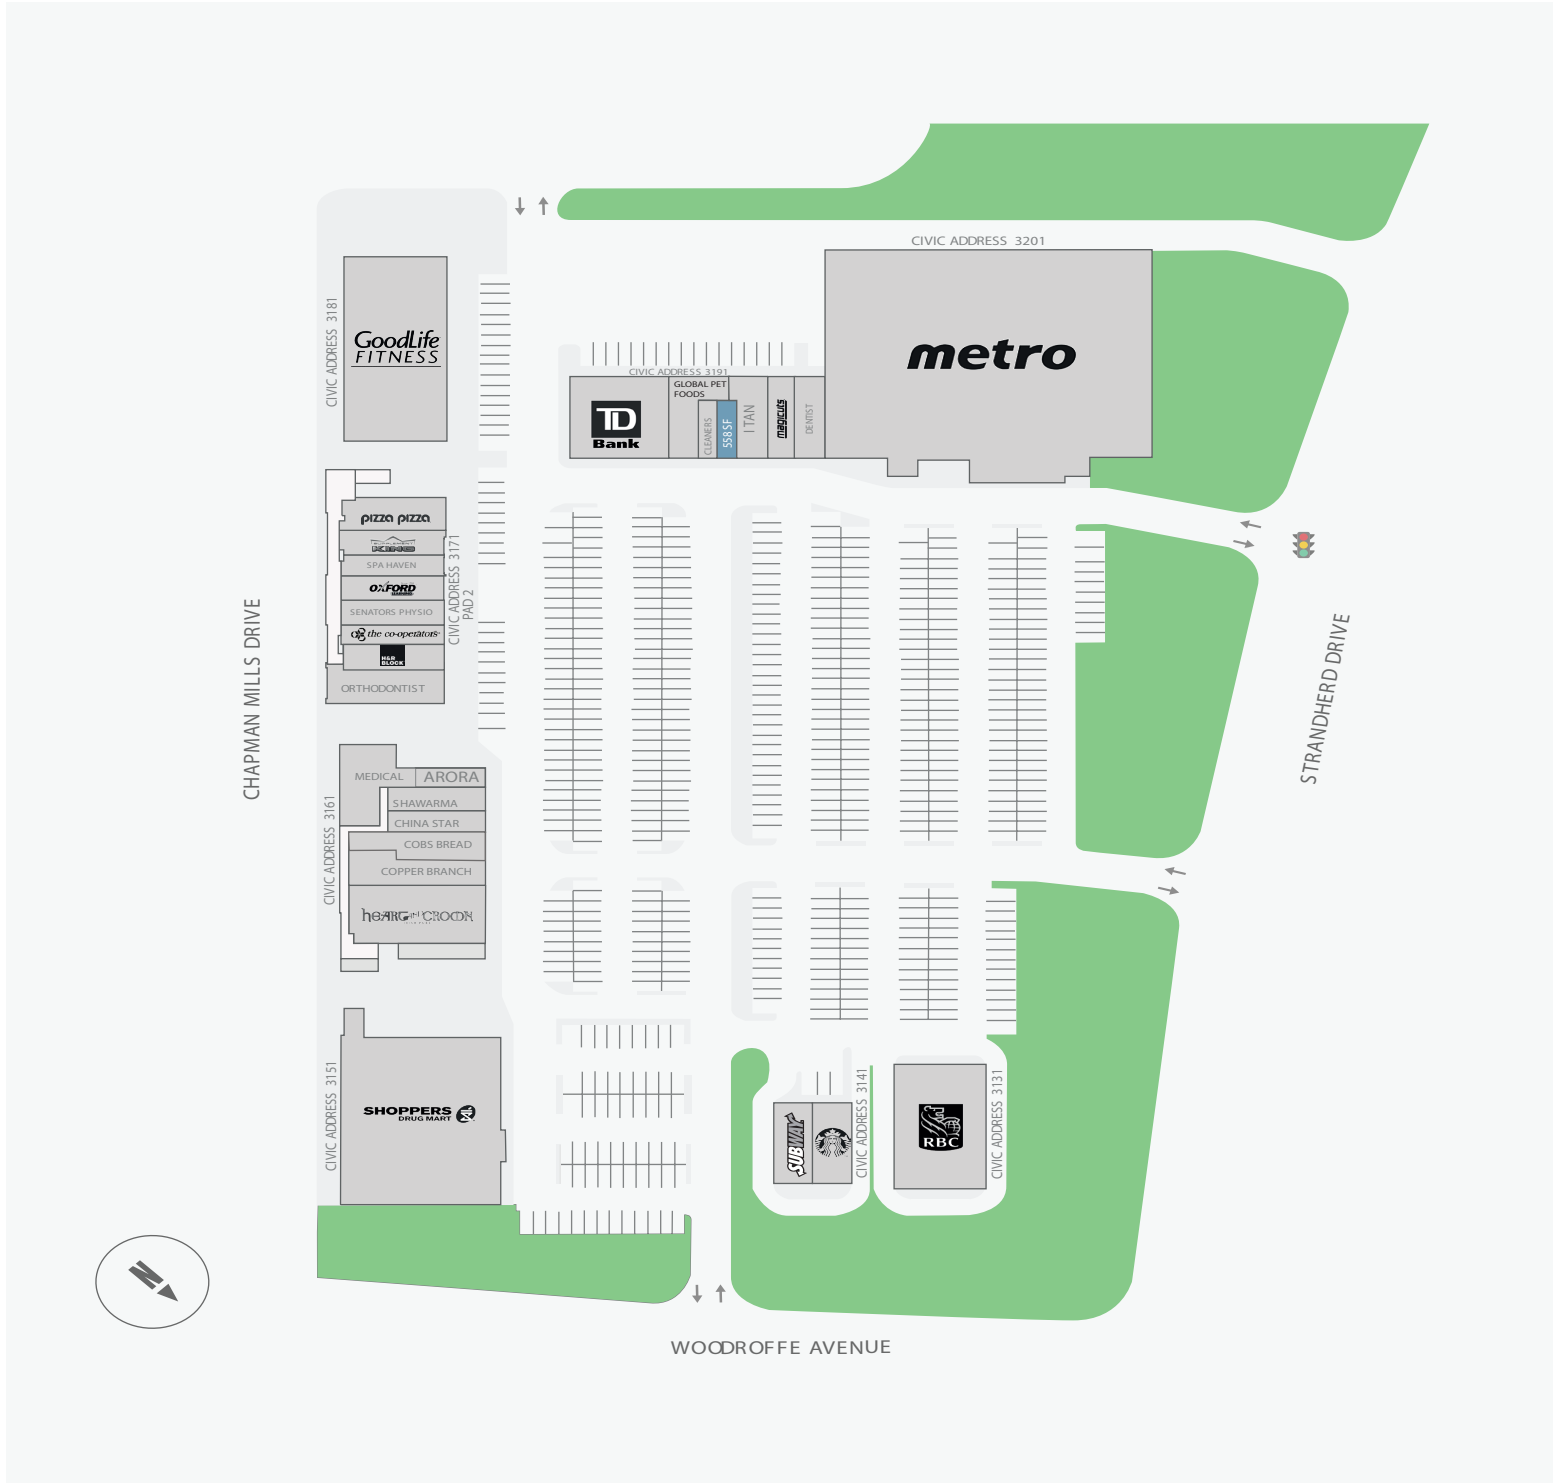 CIVIC ADDRESS 3201
metro
CIVIC ADDRESS 3181
GoodLife
FITNESS
CIVIC ADDRESS 3191
TD
Bank
GLOBAL PET
FOODS
CLEANERS
558 SF
I TAN
magicuts
DENTIST
pizza pizza
KING
SPA HAVEN
OXFORD
SENATORS PHYSIO
the co-operators
H&R
BLOCK
ORTHODONTIST
CIVIC ADDRESS 3171
PAD 2
CHAPMAN MILLS DRIVE
STRANDHERD DRIVE
MEDICAL
ARORA
SHAWARMA
CHINA STAR
COBS BREAD
COPPER BRANCH
heart
CROWN
CIVIC ADDRESS 3161
CIVIC ADDRESS 3151
SHOPPERS
DRUG MART
SUBWAY
CIVIC ADDRESS 3141
RBC
CIVIC ADDRESS 3131
N
WOODROFFE AVENUE